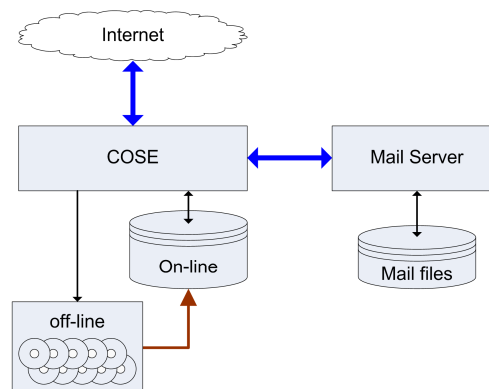 Internet
COSE
Mail Server
On-line
Mail files
off-line